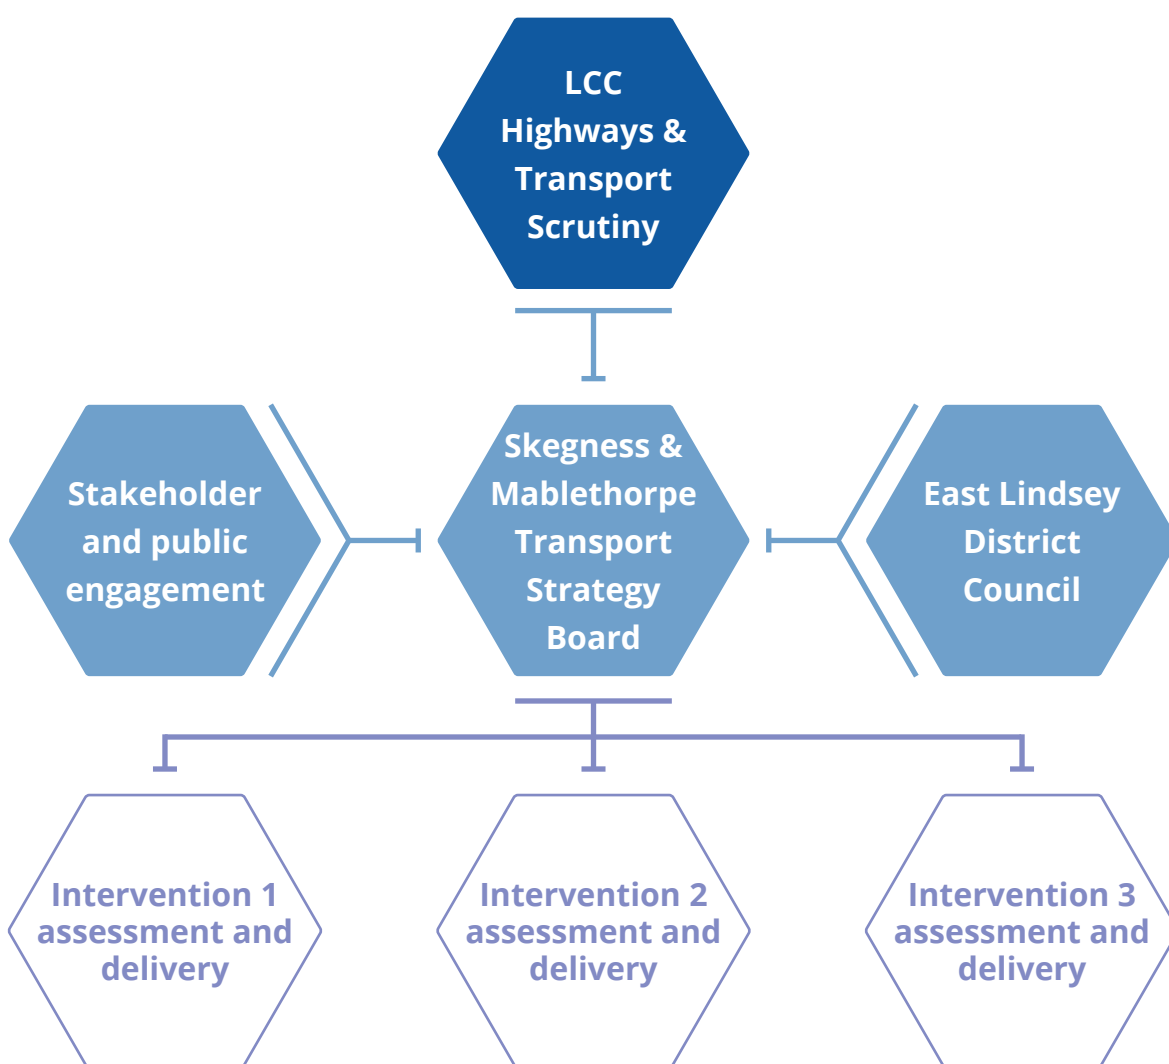 LCC
Highways &
Transport
Scrutiny
Stakeholder
and public
engagement
Skegness &
Mablethorpe
Transport
Strategy
Board
East Lindsey
District
Council
Intervention 1
assessment and
delivery
Intervention 2
assessment and
delivery
Intervention 3
assessment and
delivery